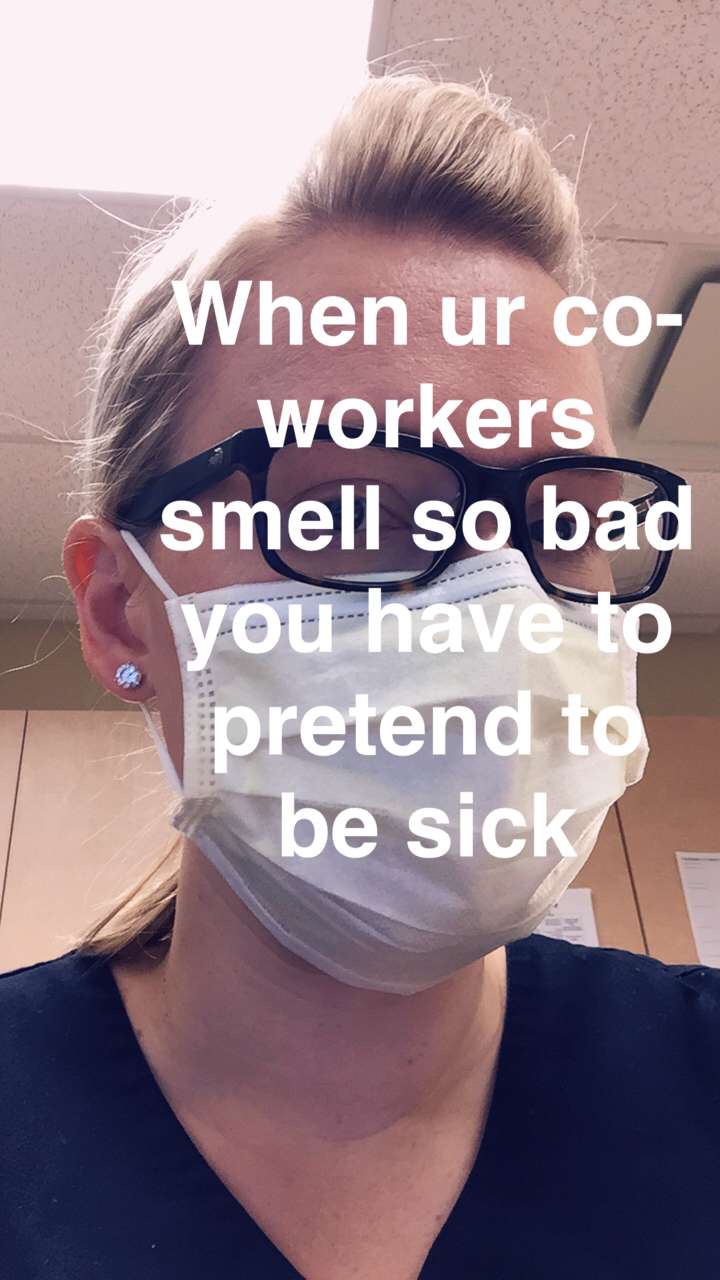 When ur co-
workers
smell so bad
you have to
pretend to
be sick